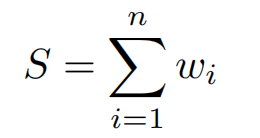 S = \sum_{i=1}^{n} w_i